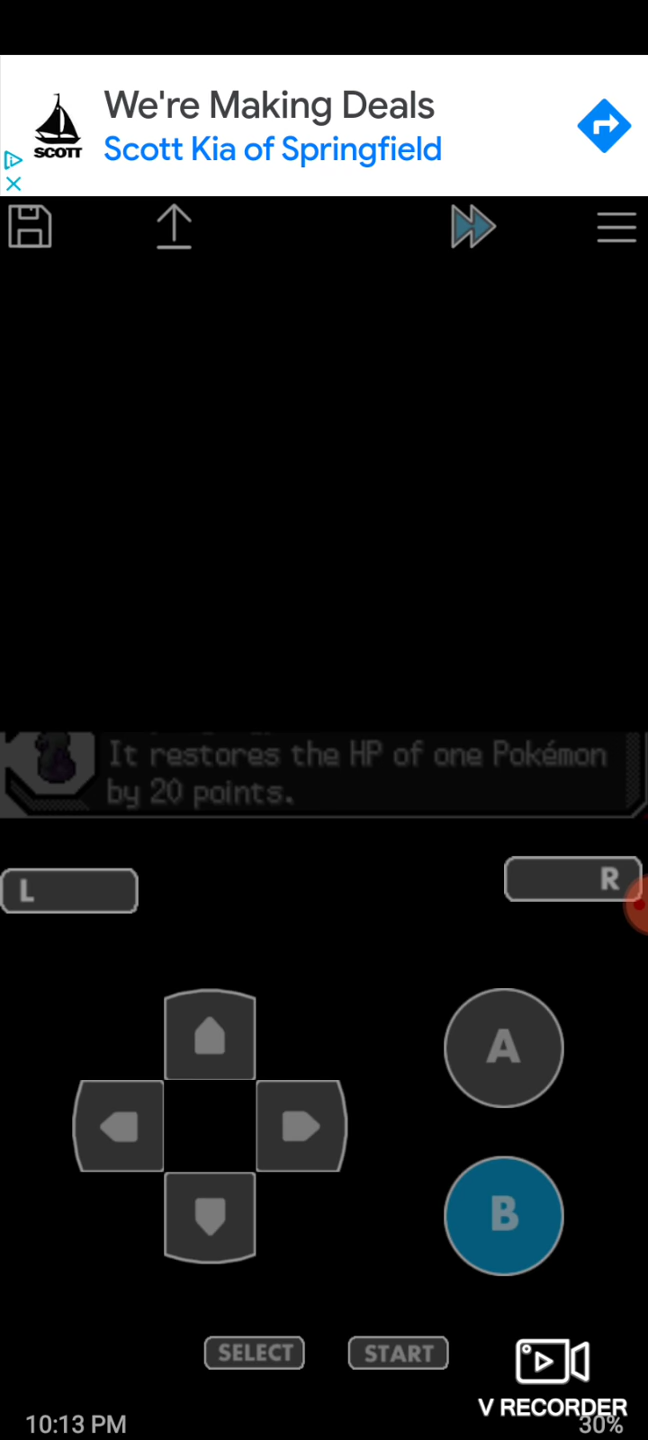 We're Making Deals
SCOTT
Scott Kia of Springfield
It restores the HP of one Pokémon
by 20 points.
L
R
A
B
SELECT
START
V RECORDER
10:13 PM
30%